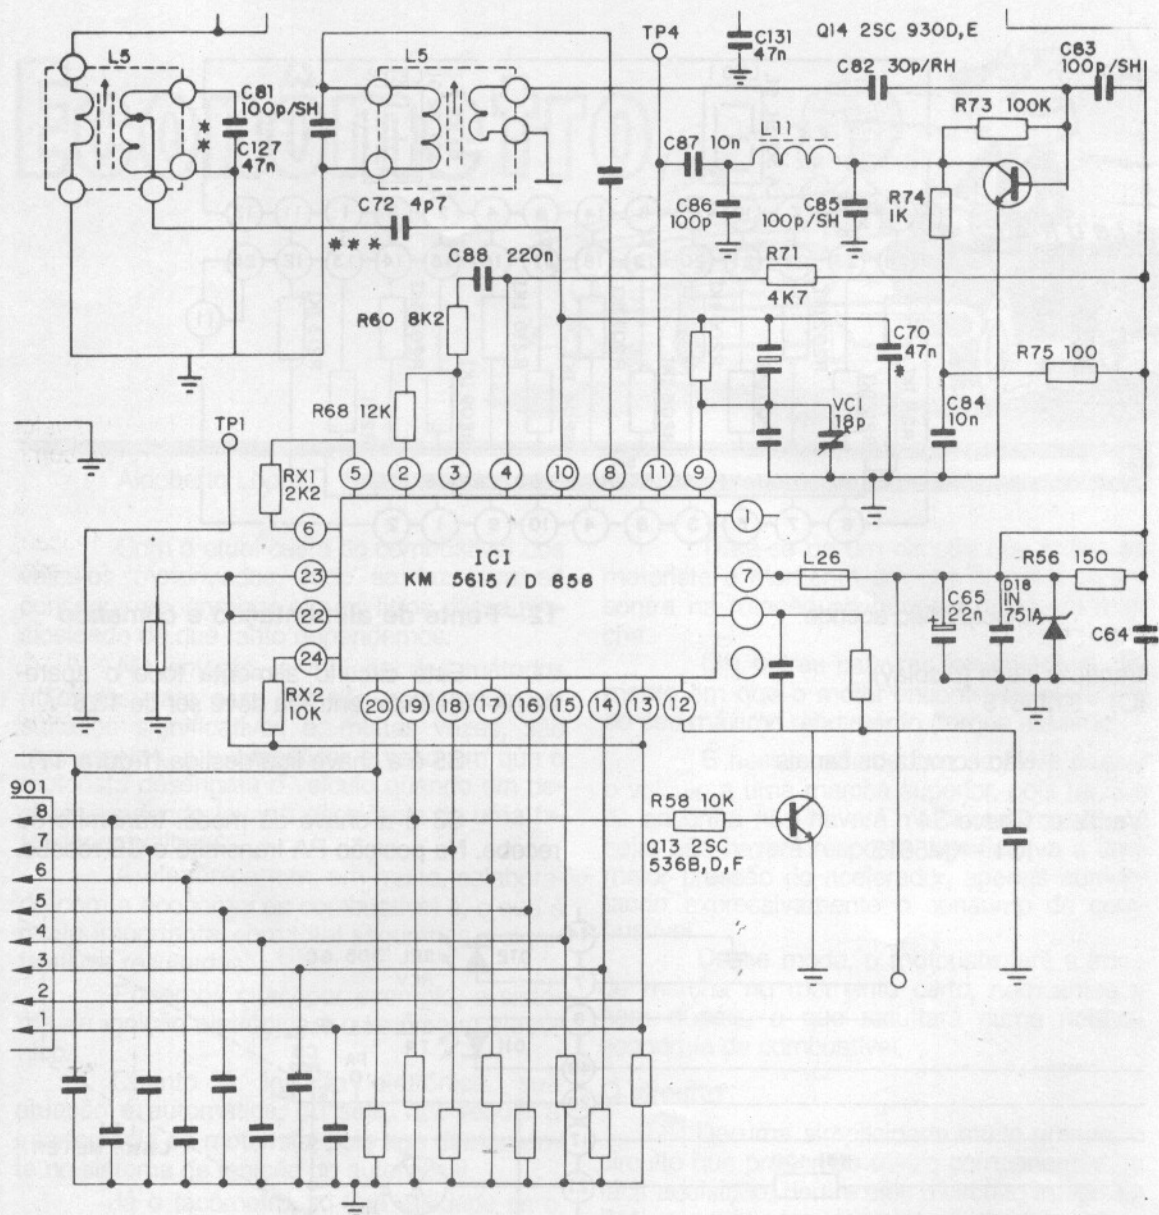 L5
L5
C81
100p/SH
C127
47n
*
*
TP4
C131
47n
Q14 2SC 930D,E
C82 30p/RH
C83
100p/SH
R73 100K
C87 10n
L11
C86
100p
C85
100p/SH
R74
1K
C72 4p7
* * *
C88 220n
R71
4K7
R60 8K2
C70
47n
*
R75 100
R68 12K
VC1
18p
C84
10n
TP1
RX1
2K2
5 2 3 4 10 8 11 9
6
1
23
IC1
KM 5615 / D 858
7
22
24
L26
R56 150
C65
22n
+
D18
IN
751A
C64
RX2
10K
20 19 18 17 16 15 14 13 12
901
8
7
6
5
4
3
2
1
R58 10K
Q13 2SC
536B,D,F